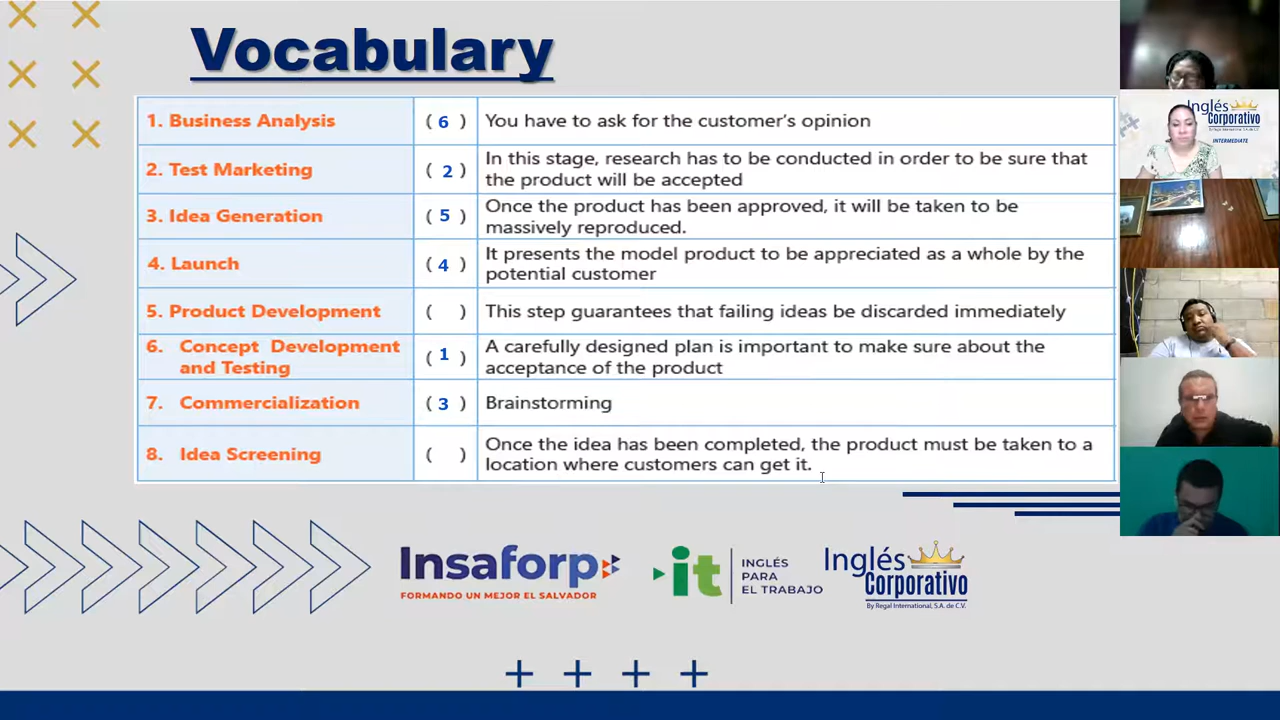 Vocabulary
1. Business Analysis ( 6 ) You have to ask for the customer's opinion
2. Test Marketing ( 2 ) In this stage, research has to be conducted in order to be sure that
the product will be accepted
3. Idea Generation ( 5 ) Once the product has been approved, it will be taken to be
massively reproduced.
4. Launch ( 4 ) It presents the model product to be appreciated as a whole by the
potential customer
5. Product Development ( ) This step guarantees that failing ideas be discarded immediately
6. Concept Development
and Testing ( 1 ) A carefully designed plan is important to make sure about the
acceptance of the product
7. Commercialization ( 3 ) Brainstorming
8. Idea Screening ( ) Once the idea has been completed, the product must be taken to a
location where customers can get it.
Insaforp
FORMANDO UN MEJOR EL SALVADOR
it
INGLÉS
PARA
EL TRABAJO
Inglés
Corporativo
By Regal International, S.A. de C.V.
Inglés
Corporativo
By Regal International, S.A. de C.V.
INTERMEDIATE